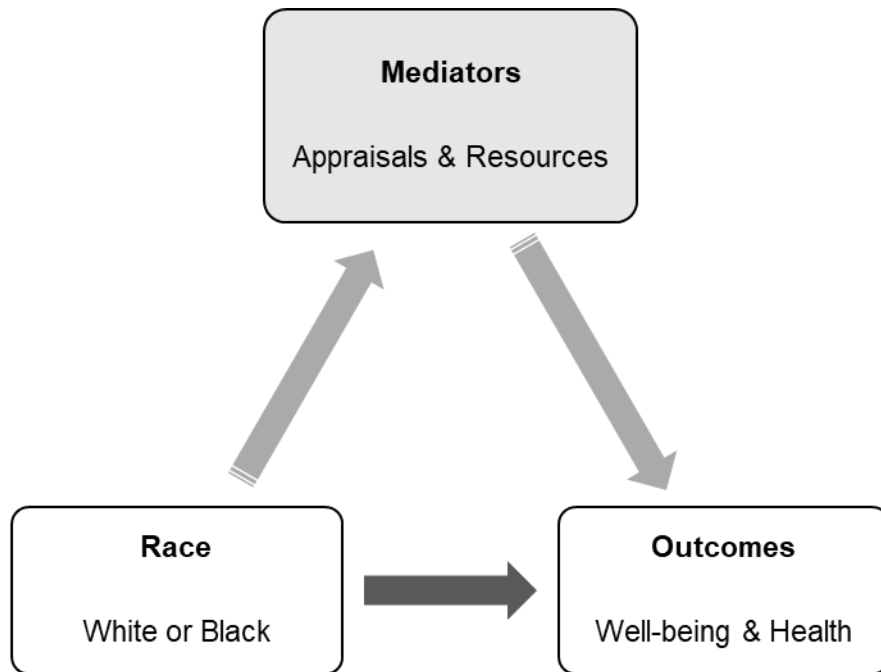 Mediators
Appraisals & Resources
Race
White or Black
Outcomes
Well-being & Health